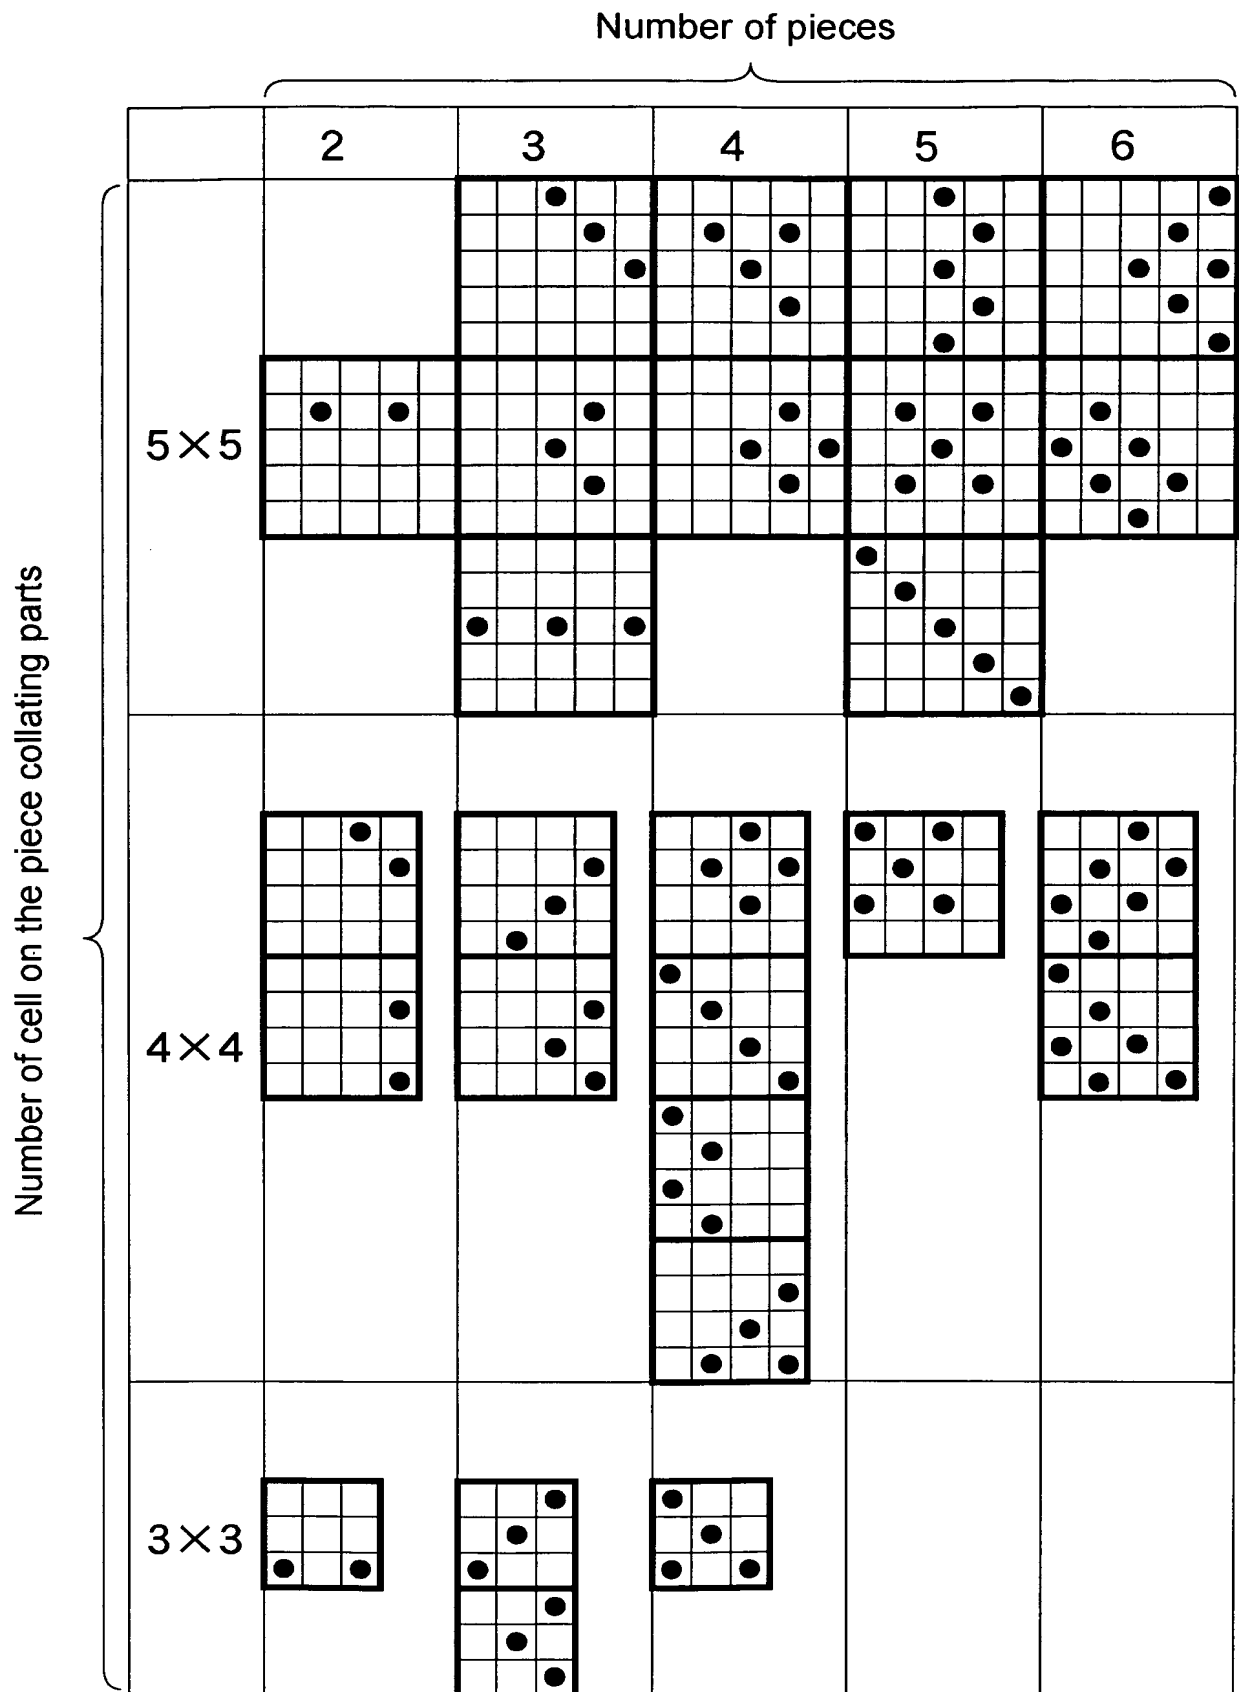 Number of pieces
2 3 4 5 6
Number of cell on the piece collating parts
5×5
4×4
3×3